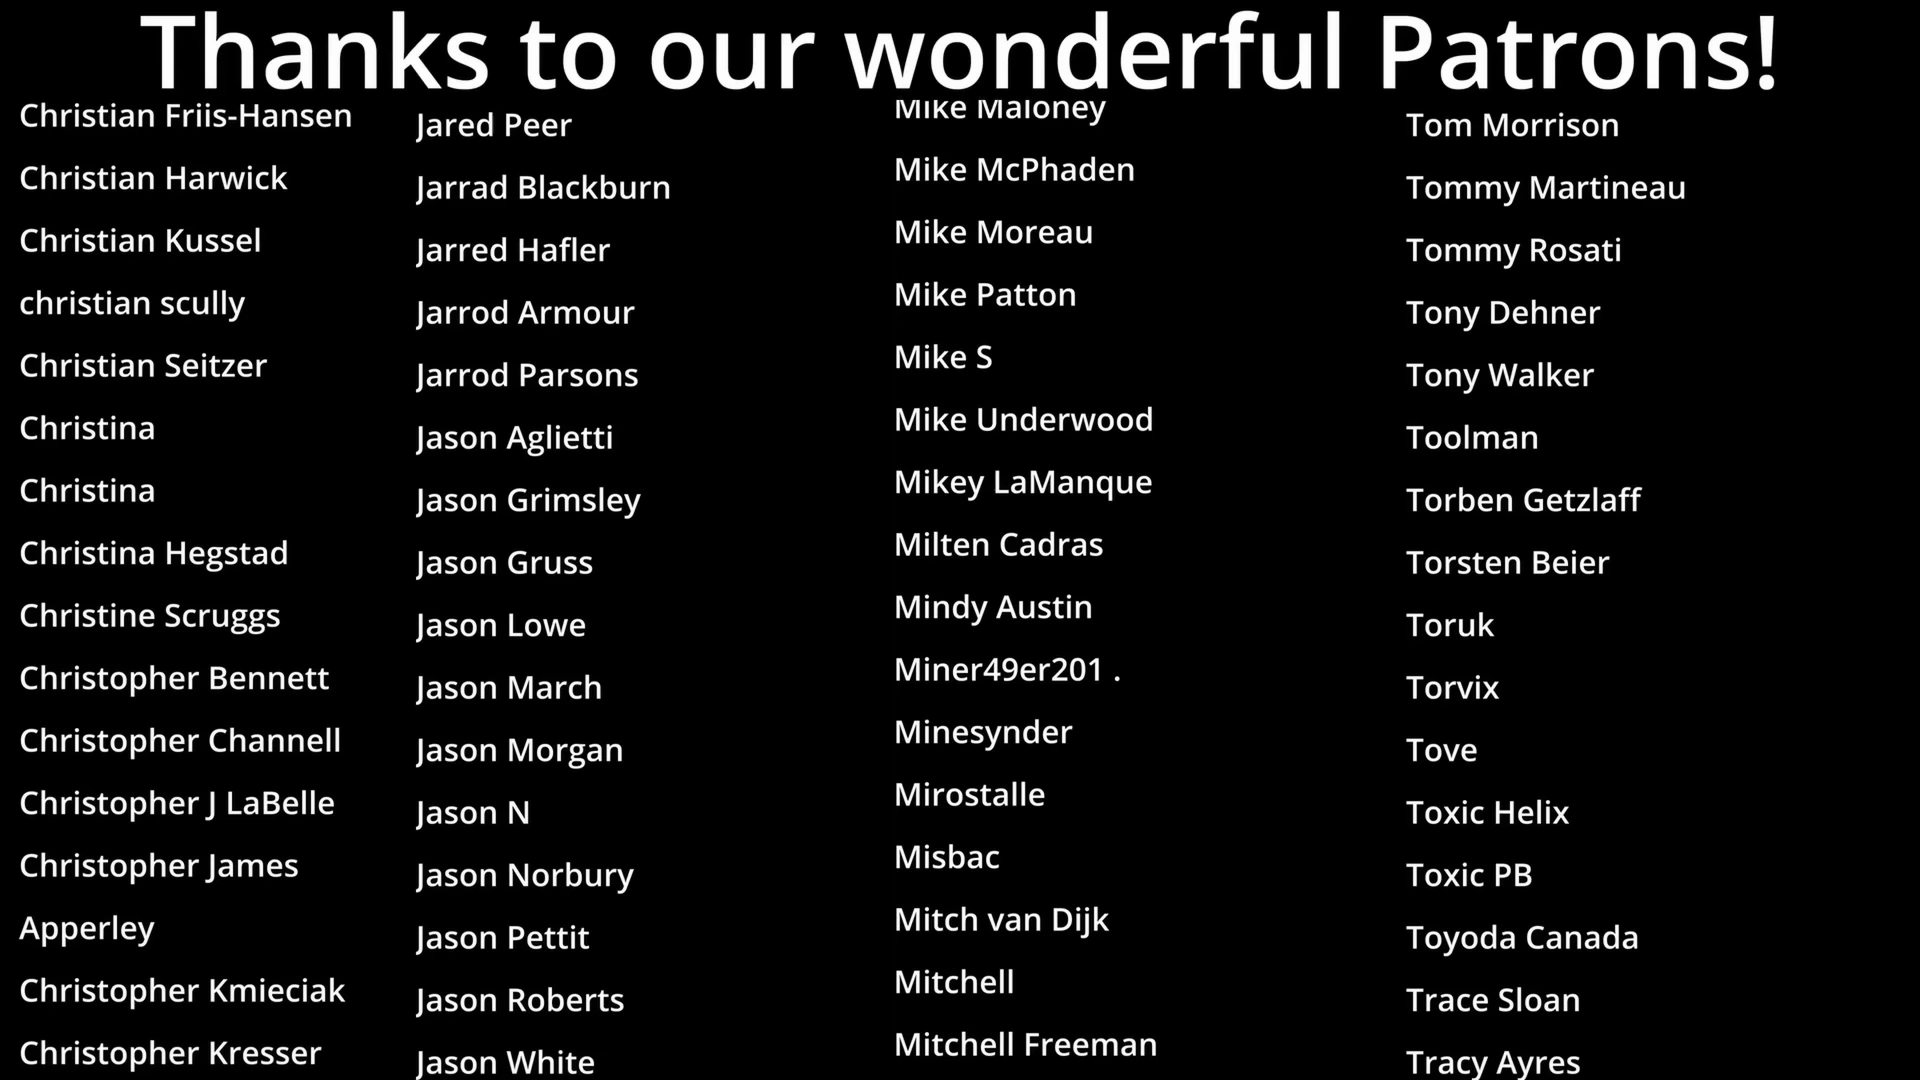 Thanks to our wonderful Patrons!
Christian Friis-Hansen
Christian Harwick
Christian Kussel
christian scully
Christian Seitzer
Christina
Christina
Christina Hegstad
Christine Scruggs
Christopher Bennett
Christopher Channell
Christopher J LaBelle
Christopher James
Apperley
Christopher Kmieciak
Christopher Kresser
Jared Peer
Jarrad Blackburn
Jarred Hafler
Jarrod Armour
Jarrod Parsons
Jason Aglietti
Jason Grimsley
Jason Gruss
Jason Lowe
Jason March
Jason Morgan
Jason N
Jason Norbury
Jason Pettit
Jason Roberts
Jason White
Mike Maloney
Mike McPhaden
Mike Moreau
Mike Patton
Mike S
Mike Underwood
Mikey LaManque
Milten Cadras
Mindy Austin
Miner49er201 .
Minesynder
Mirostalle
Misbac
Mitch van Dijk
Mitchell
Mitchell Freeman
Tom Morrison
Tommy Martineau
Tommy Rosati
Tony Dehner
Tony Walker
Toolman
Torben Getzlaff
Torsten Beier
Toruk
Torvix
Tove
Toxic Helix
Toxic PB
Toyoda Canada
Trace Sloan
Tracy Ayres